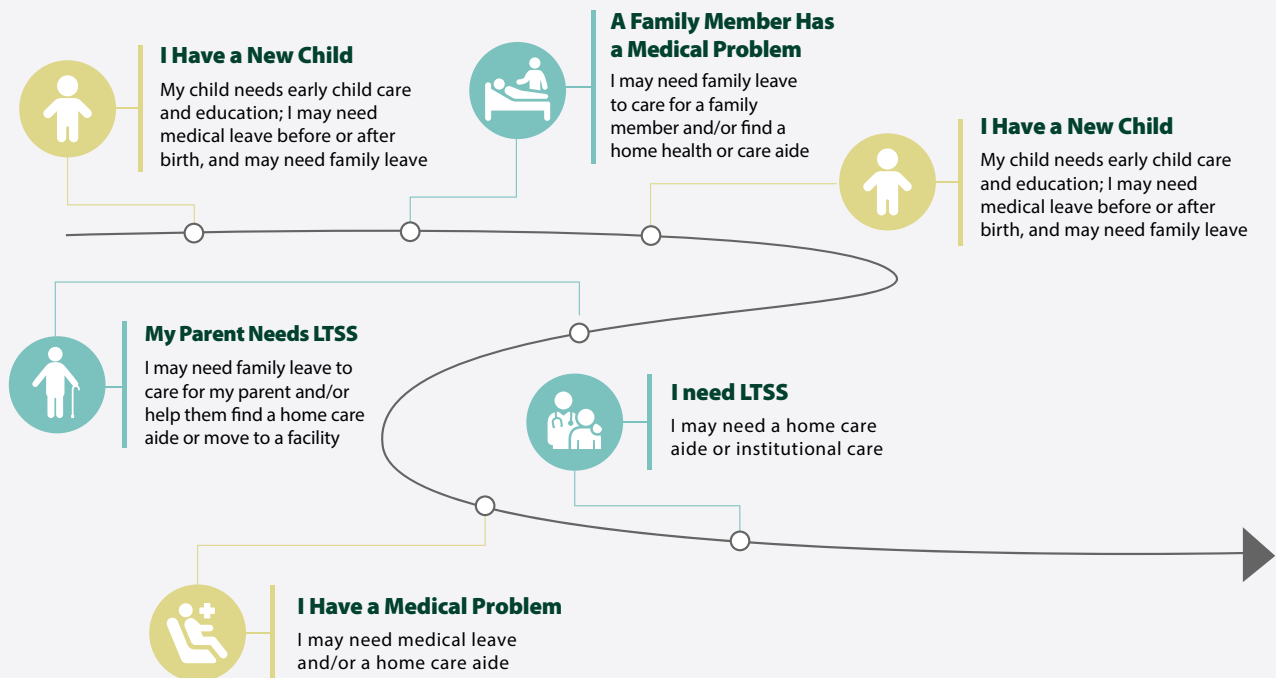 I Have a New Child
My child needs early child care
and education; I may need
medical leave before or after
birth, and may need family leave
A Family Member Has
a Medical Problem
I may need family leave
to care for a family
member and/or find a
home health or care aide
I Have a New Child
My child needs early child care
and education; I may need
medical leave before or after
birth, and may need family leave
My Parent Needs LTSS
I may need family leave to
care for my parent and/or
help them find a home care
aide or move to a facility
I need LTSS
I may need a home care
aide or institutional care
I Have a Medical Problem
I may need medical leave
and/or a home care aide